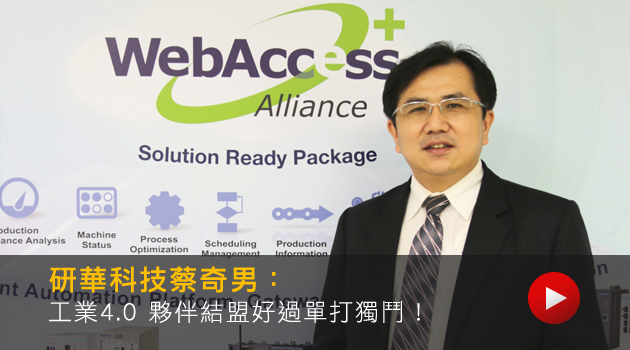 WebAccess+
Alliance
Solution Ready Package
Machine
Status
Process
Optimization
Scheduling
Management
Production
Information
研華科技蔡奇男：
工業4.0 夥伴結盟好過單打獨鬥！